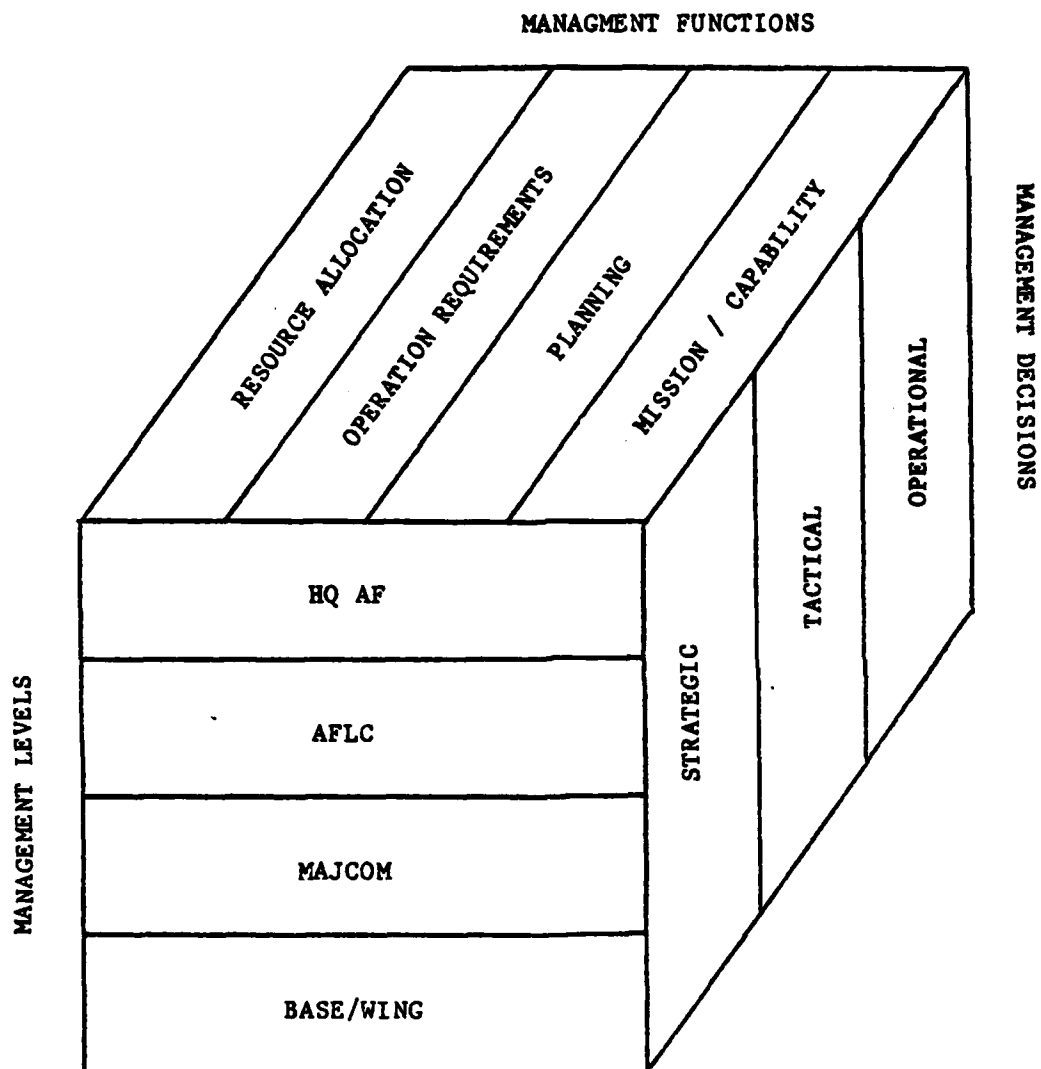 MANAGMENT FUNCTIONS
RESOURCE ALLOCATION
OPERATION REQUIREMENTS
PLANNING
MISSION / CAPABILITY
MANAGEMENT DECISIONS
OPERATIONAL
TACTICAL
STRATEGIC
MANAGEMENT LEVELS
HQ AF
AFLC
MAJCOM
BASE/WING